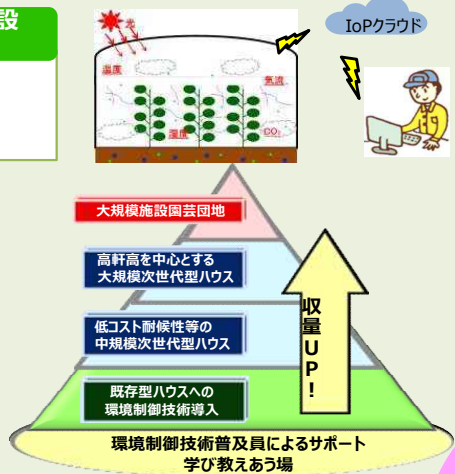 設
IoPクラウド
光
温度
気流
湿度
CO₂
大規模施設園芸団地
高軒高を中心とする
大規模次世代型ハウス
低コスト耐候性等の
中規模次世代型ハウス
既存型ハウスへの
環境制御技術導入
収量UP!
環境制御技術普及員によるサポート
学び教えあう場